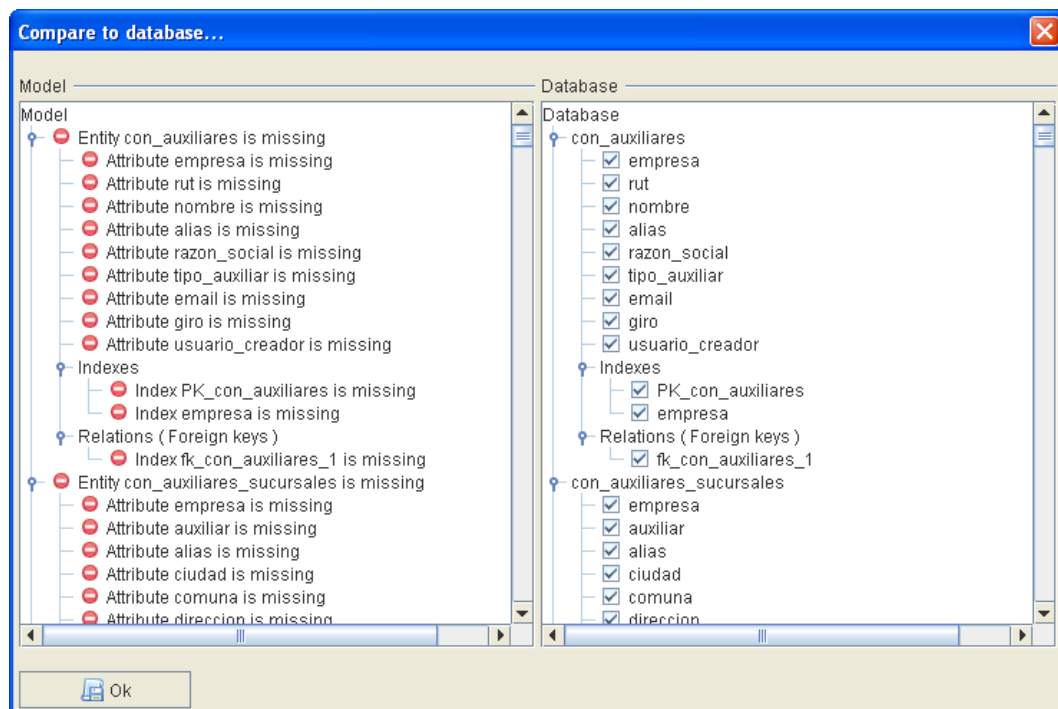 Compare to database...
Model
Database
Model
Entity con_auxiliares is missing
Attribute empresa is missing
Attribute rut is missing
Attribute nombre is missing
Attribute alias is missing
Attribute razon_social is missing
Attribute tipo_auxiliar is missing
Attribute email is missing
Attribute giro is missing
Attribute usuario_creador is missing
Indexes
Index PK_con_auxiliares is missing
Index empresa is missing
Relations ( Foreign keys )
Index fk_con_auxiliares_1 is missing
Entity con_auxiliares_sucursales is missing
Attribute empresa is missing
Attribute auxiliar is missing
Attribute alias is missing
Attribute ciudad is missing
Attribute comuna is missing
Attribute direccion is missing
Database
con_auxiliares
empresa
rut
nombre
alias
razon_social
tipo_auxiliar
email
giro
usuario_creador
Indexes
PK_con_auxiliares
empresa
Relations ( Foreign keys )
fk_con_auxiliares_1
con_auxiliares_sucursales
empresa
auxiliar
alias
ciudad
comuna
direccion
Ok